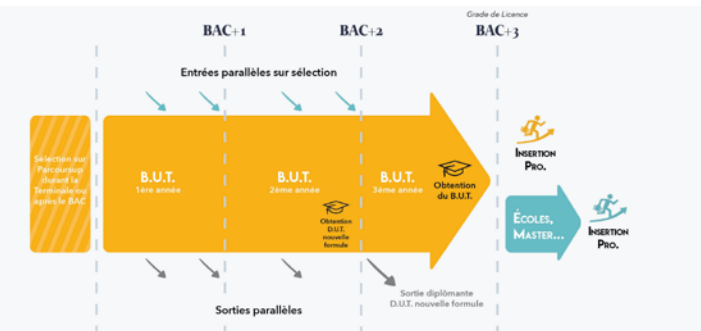 Grade de Licence
BAC+1
BAC+2
BAC+3
Entrées parallèles sur sélection
Sélection sur
Parcoursup
durant la
Terminale ou
après le BAC
B.U.T.
1ère année
B.U.T.
2ème année
Obtention
D.U.T.
nouvelle
formule
B.U.T.
3ème année
Obtention
du B.U.T.
INSERTION
PRO.
ÉCOLES,
MASTER...
INSERTION
PRO.
Sortie diplômante
D.U.T. nouvelle formule
Sorties parallèles